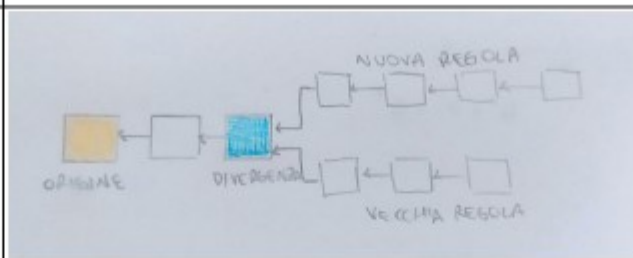 NUOVA REGOLA
ORIGINE
DIVERGENZA
VECCHIA REGOLA